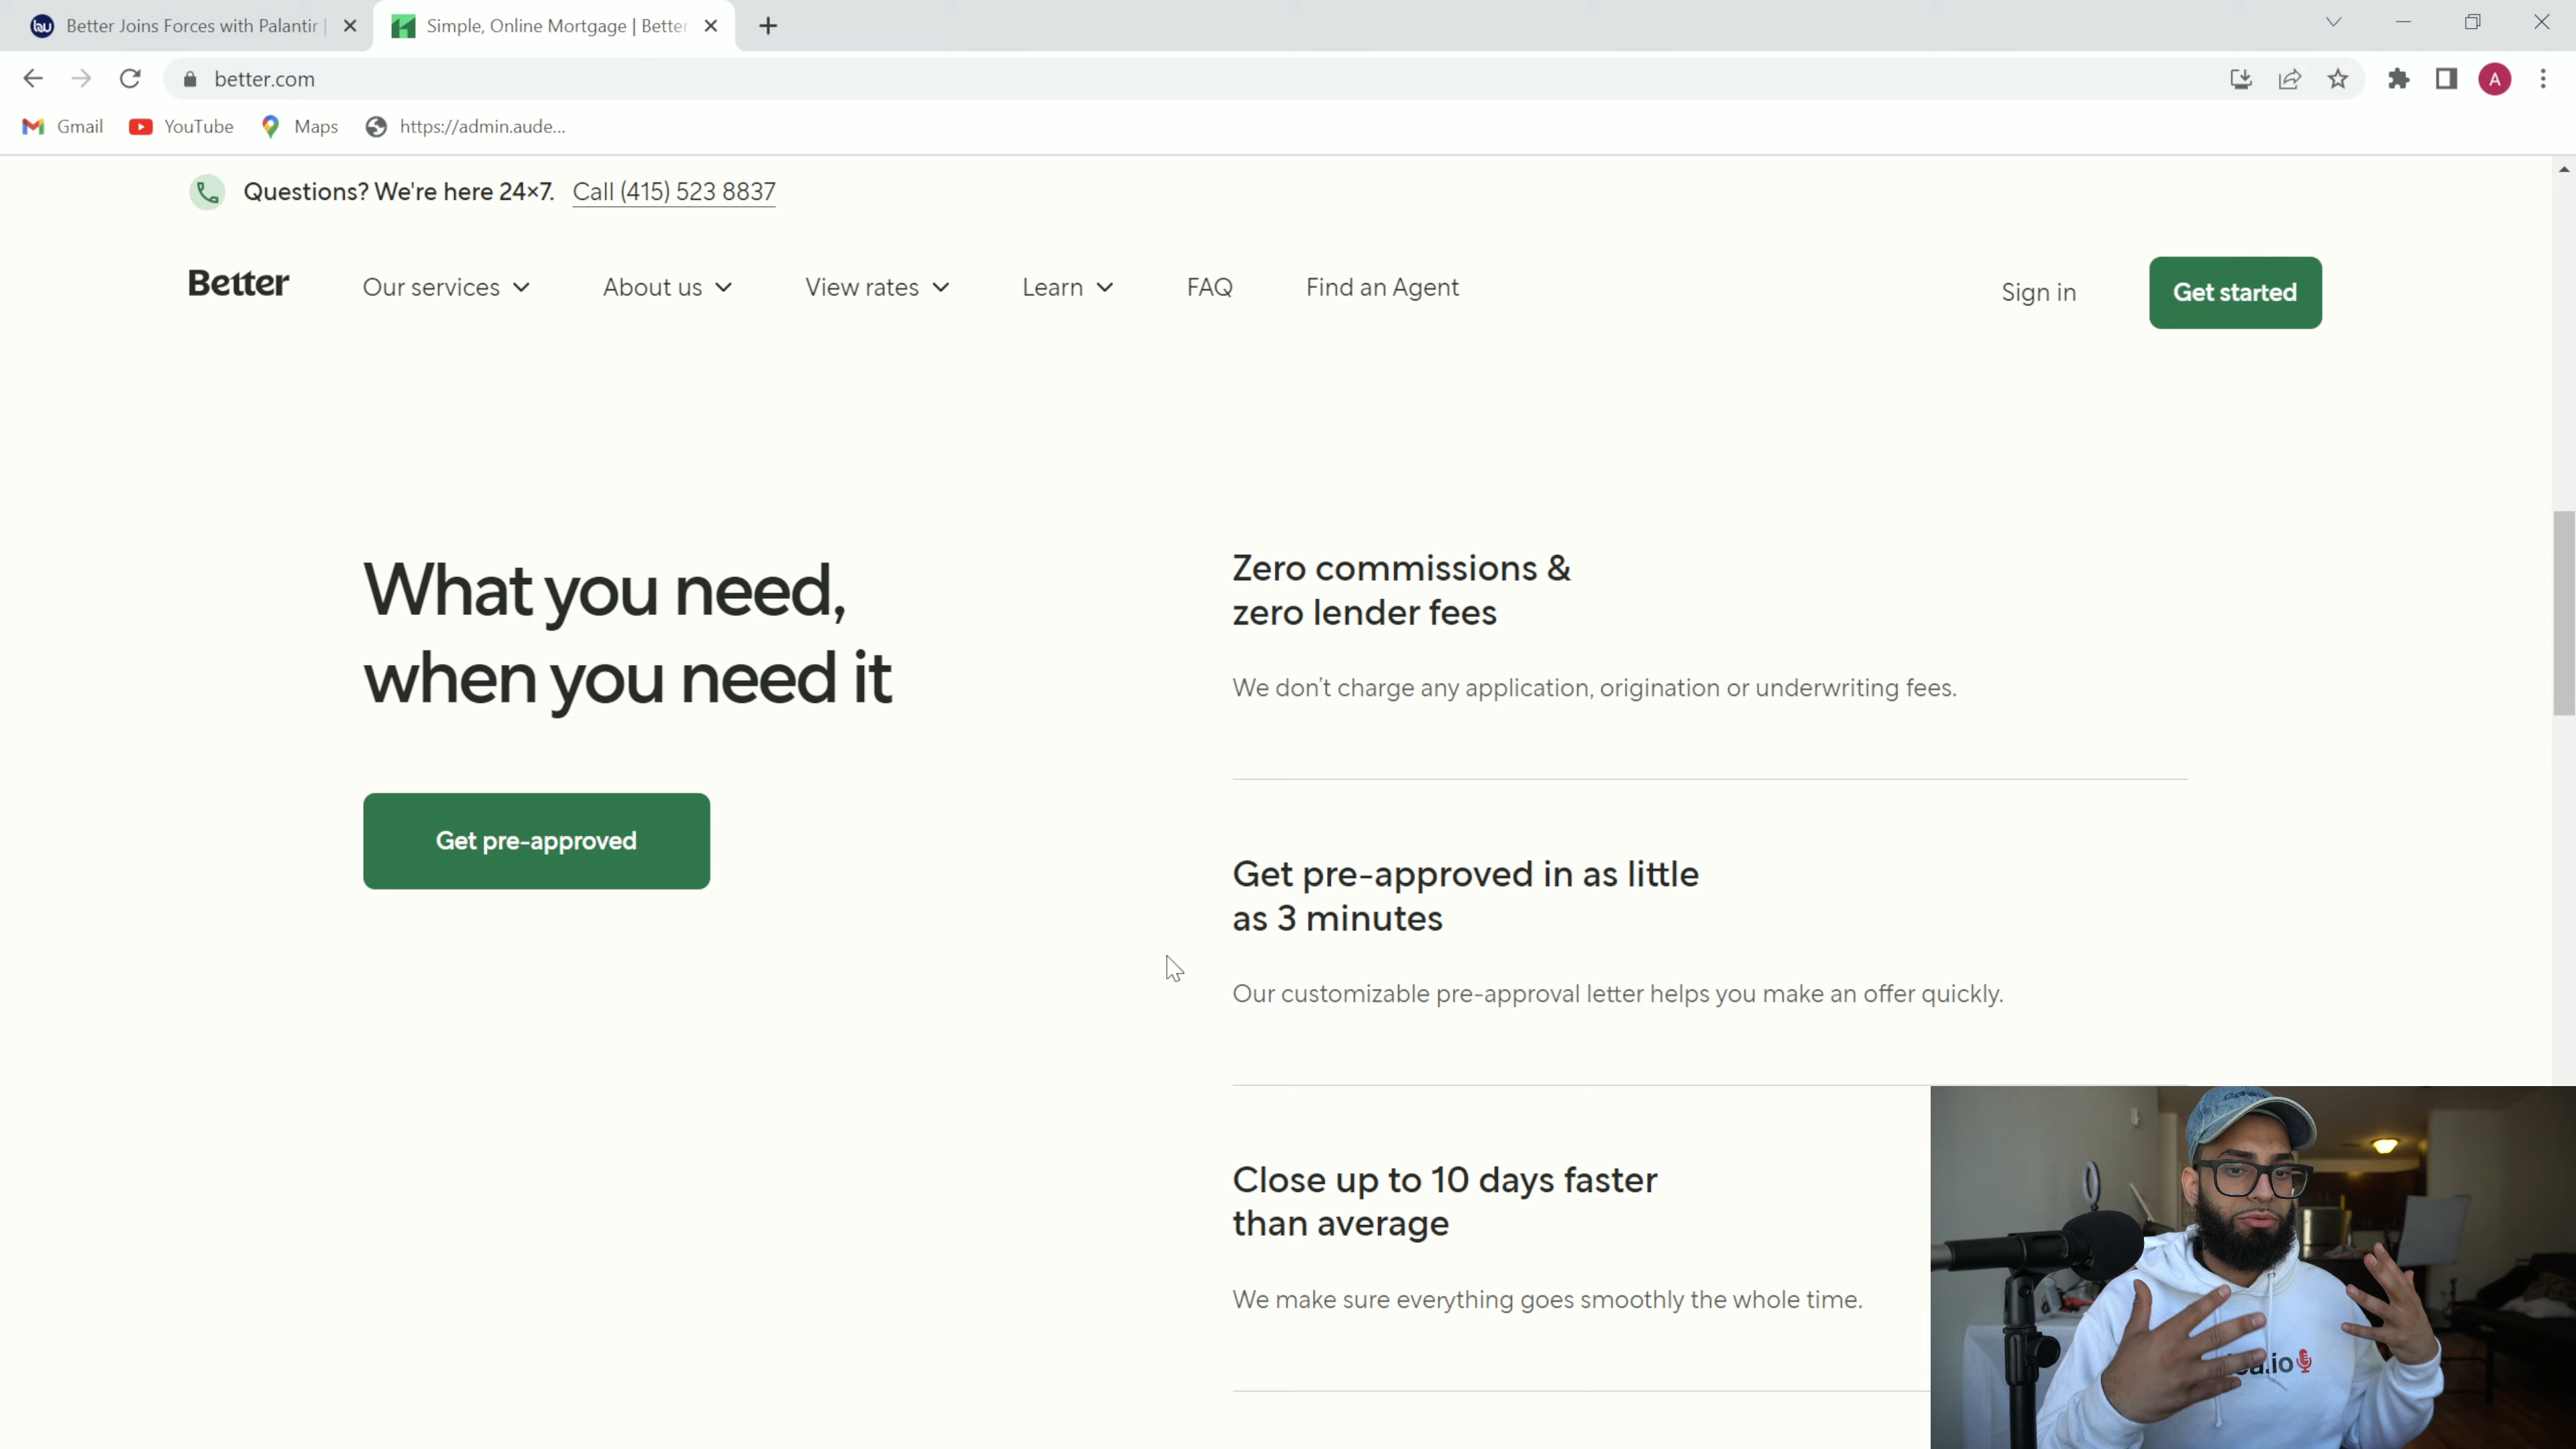 Better Joins Forces with Palantir |
Simple, Online Mortgage | Better
better.com
A
Gmail
YouTube
Maps
https://admin.aude...
Questions? We're here 24×7. Call (415) 523 8837
Better
Our services
About us
View rates
Learn
FAQ
Find an Agent
Sign in
Get started
What you need,
when you need it
Get pre-approved
Zero commissions &
zero lender fees
We don't charge any application, origination or underwriting fees.
Get pre-approved in as little
as 3 minutes
Our customizable pre-approval letter helps you make an offer quickly.
Close up to 10 days faster
than average
We make sure everything goes smoothly the whole time.